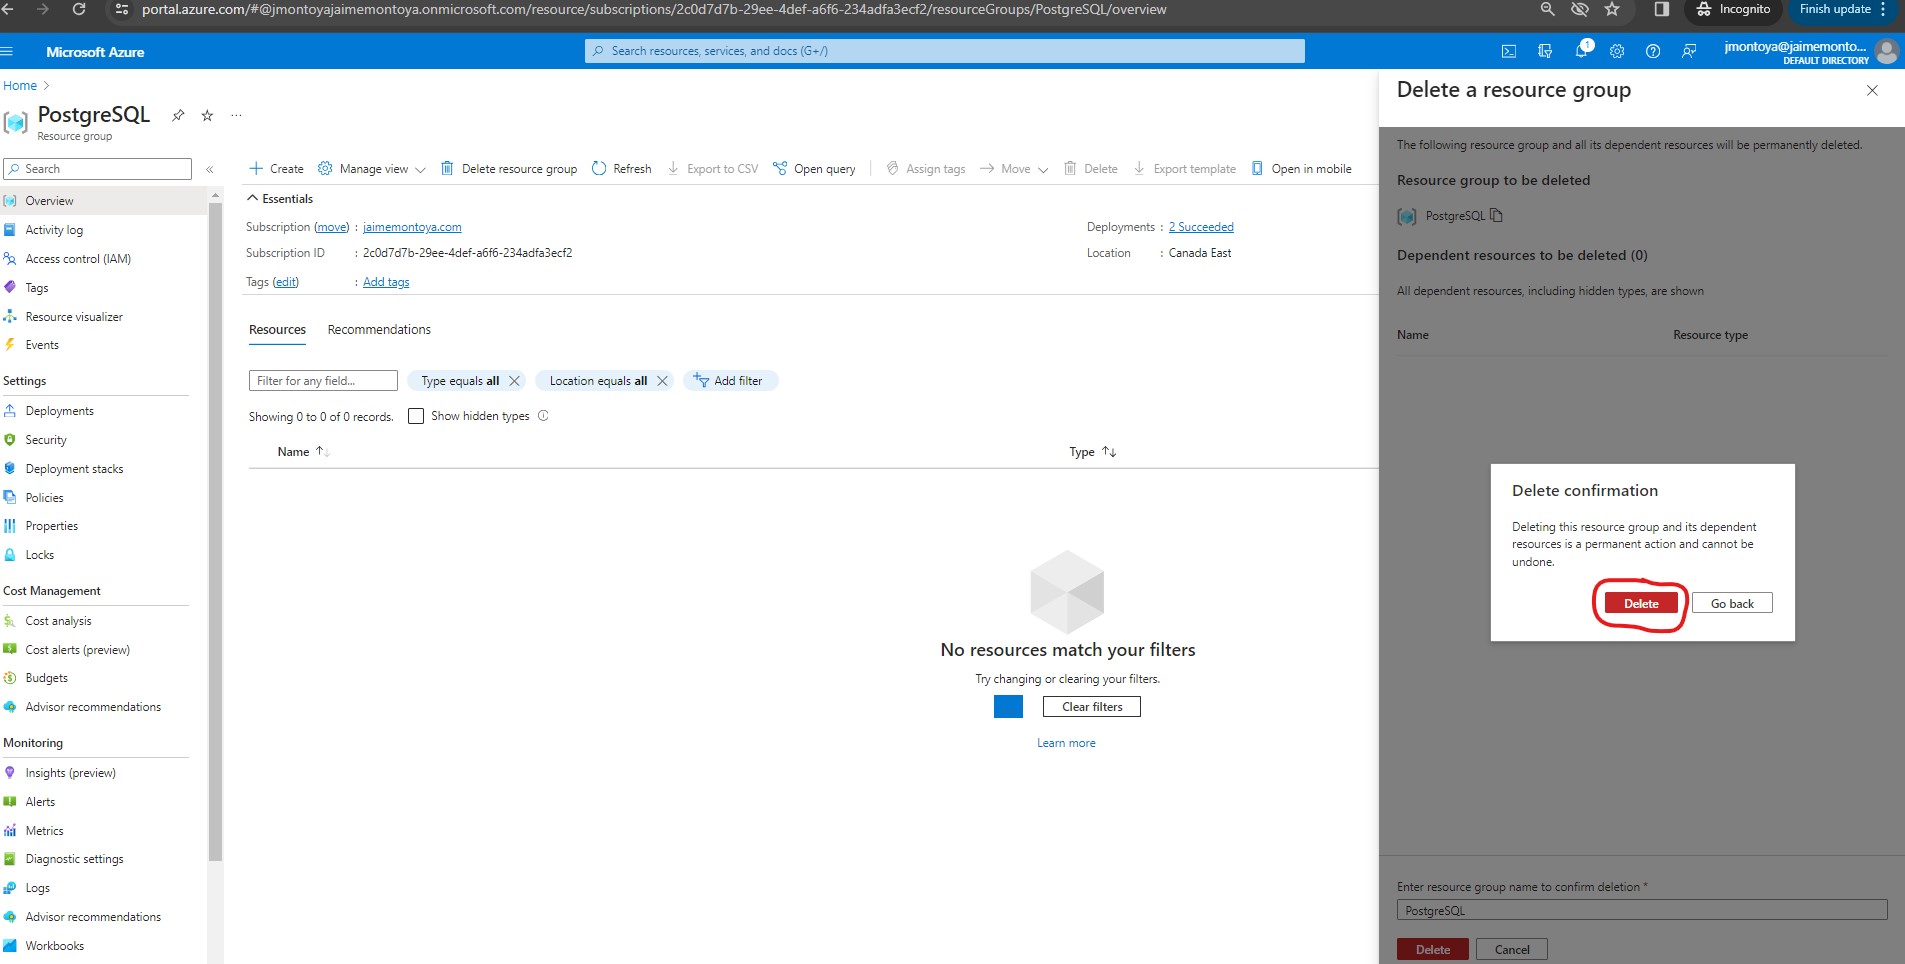 portal.azure.com/#@jmontoyajaimemontoya.onmicrosoft.com/resource/subscriptions/2c0d7d7b-29ee-4def-a6f6-234adfa3ecf2/resourceGroups/PostgreSQL/overview
Incognito
Finish update
Microsoft Azure
Search resources, services, and docs (G+/)
1
jmontoya@jaimemonto...
DEFAULT DIRECTORY
Home
PostgreSQL
Resource group
Search
Overview
Activity log
Access control (IAM)
Tags
Resource visualizer
Events
Settings
Deployments
Security
Deployment stacks
Policies
Properties
Locks
Cost Management
Cost analysis
Cost alerts (preview)
Budgets
Advisor recommendations
Monitoring
Insights (preview)
Alerts
Metrics
Diagnostic settings
Logs
Advisor recommendations
Workbooks
Create
Manage view
Delete resource group
Refresh
Export to CSV
Open query
Assign tags
Move
Delete
Export template
Open in mobile
Essentials
Subscription (move) : jaimemontoya.com
Subscription ID : 2c0d7d7b-29ee-4def-a6f6-234adfa3ecf2
Tags (edit) : Add tags
Deployments : 2 Succeeded
Location : Canada East
Resources
Recommendations
Filter for any field...
Type equals all
Location equals all
Add filter
Showing 0 to 0 of 0 records.
Show hidden types
Name
Type
No resources match your filters
Try changing or clearing your filters.
Clear filters
Learn more
Delete a resource group
The following resource group and all its dependent resources will be permanently deleted.
Resource group to be deleted
PostgreSQL
Dependent resources to be deleted (0)
All dependent resources, including hidden types, are shown
Name
Resource type
Delete confirmation
Deleting this resource group and its dependent
resources is a permanent action and cannot be
undone.
Delete
Go back
Enter resource group name to confirm deletion *
PostgreSQL
Delete
Cancel